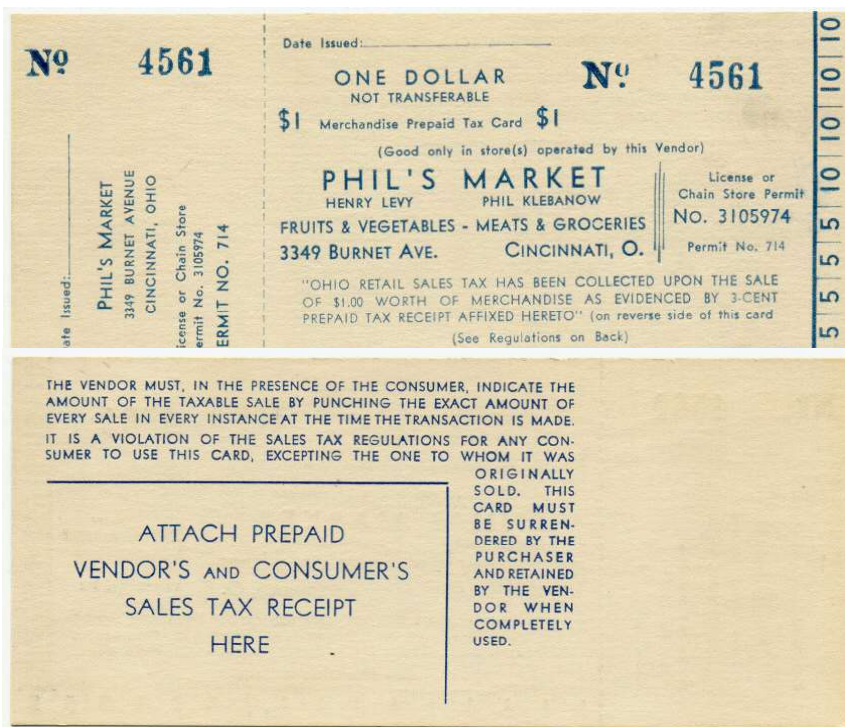 Nº 4561
ate Issued:
PHIL'S MARKET
3349 BURNET AVENUE
CINCINNATI, OHIO
icense or Chain Store
ermit No. 3105974
ERMIT NO. 714
Date Issued:
Nº 4561
ONE DOLLAR
NOT TRANSFERABLE
$1 Merchandise Prepaid Tax Card $1
(Good only in store(s) operated by this Vendor)
PHIL'S MARKET
HENRY LEVY PHIL KLEBANOW
FRUITS & VEGETABLES - MEATS & GROCERIES
3349 BURNET AVE. CINCINNATI, O.
License or
Chain Store Permit
NO. 3105974
Permit No. 714
"OHIO RETAIL SALES TAX HAS BEEN COLLECTED UPON THE SALE
OF $1.00 WORTH OF MERCHANDISE AS EVIDENCED BY 3-CENT
PREPAID TAX RECEIPT AFFIXED HERETO" (on reverse side of this card
(See Regulations on Back)
5 5 5 5 10 10 10 10
THE VENDOR MUST, IN THE PRESENCE OF THE CONSUMER, INDICATE THE
AMOUNT OF THE TAXABLE SALE BY PUNCHING THE EXACT AMOUNT OF
EVERY SALE IN EVERY INSTANCE AT THE TIME THE TRANSACTION IS MADE.
IT IS A VIOLATION OF THE SALES TAX REGULATIONS FOR ANY CON-
SUMER TO USE THIS CARD, EXCEPTING THE ONE TO WHOM IT WAS
ORIGINALLY
SOLD. THIS
CARD MUST
BE SURREN-
DERED BY THE
PURCHASER
AND RETAINED
BY THE VEN-
DOR WHEN
COMPLETELY
USED.
ATTACH PREPAID
VENDOR'S AND CONSUMER'S
SALES TAX RECEIPT
HERE